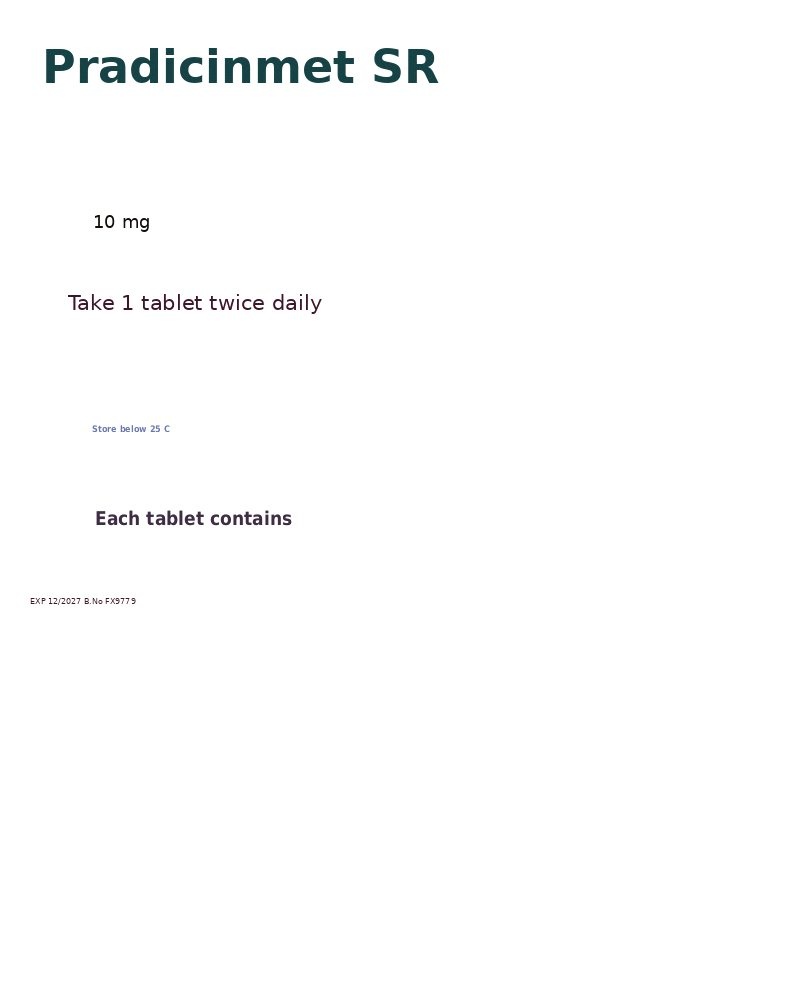 Pradicinmet SR
10 mg
Take 1 tablet twice daily
Store below 25 C
Each tablet contains
EXP 12/2027 B.No FX9779